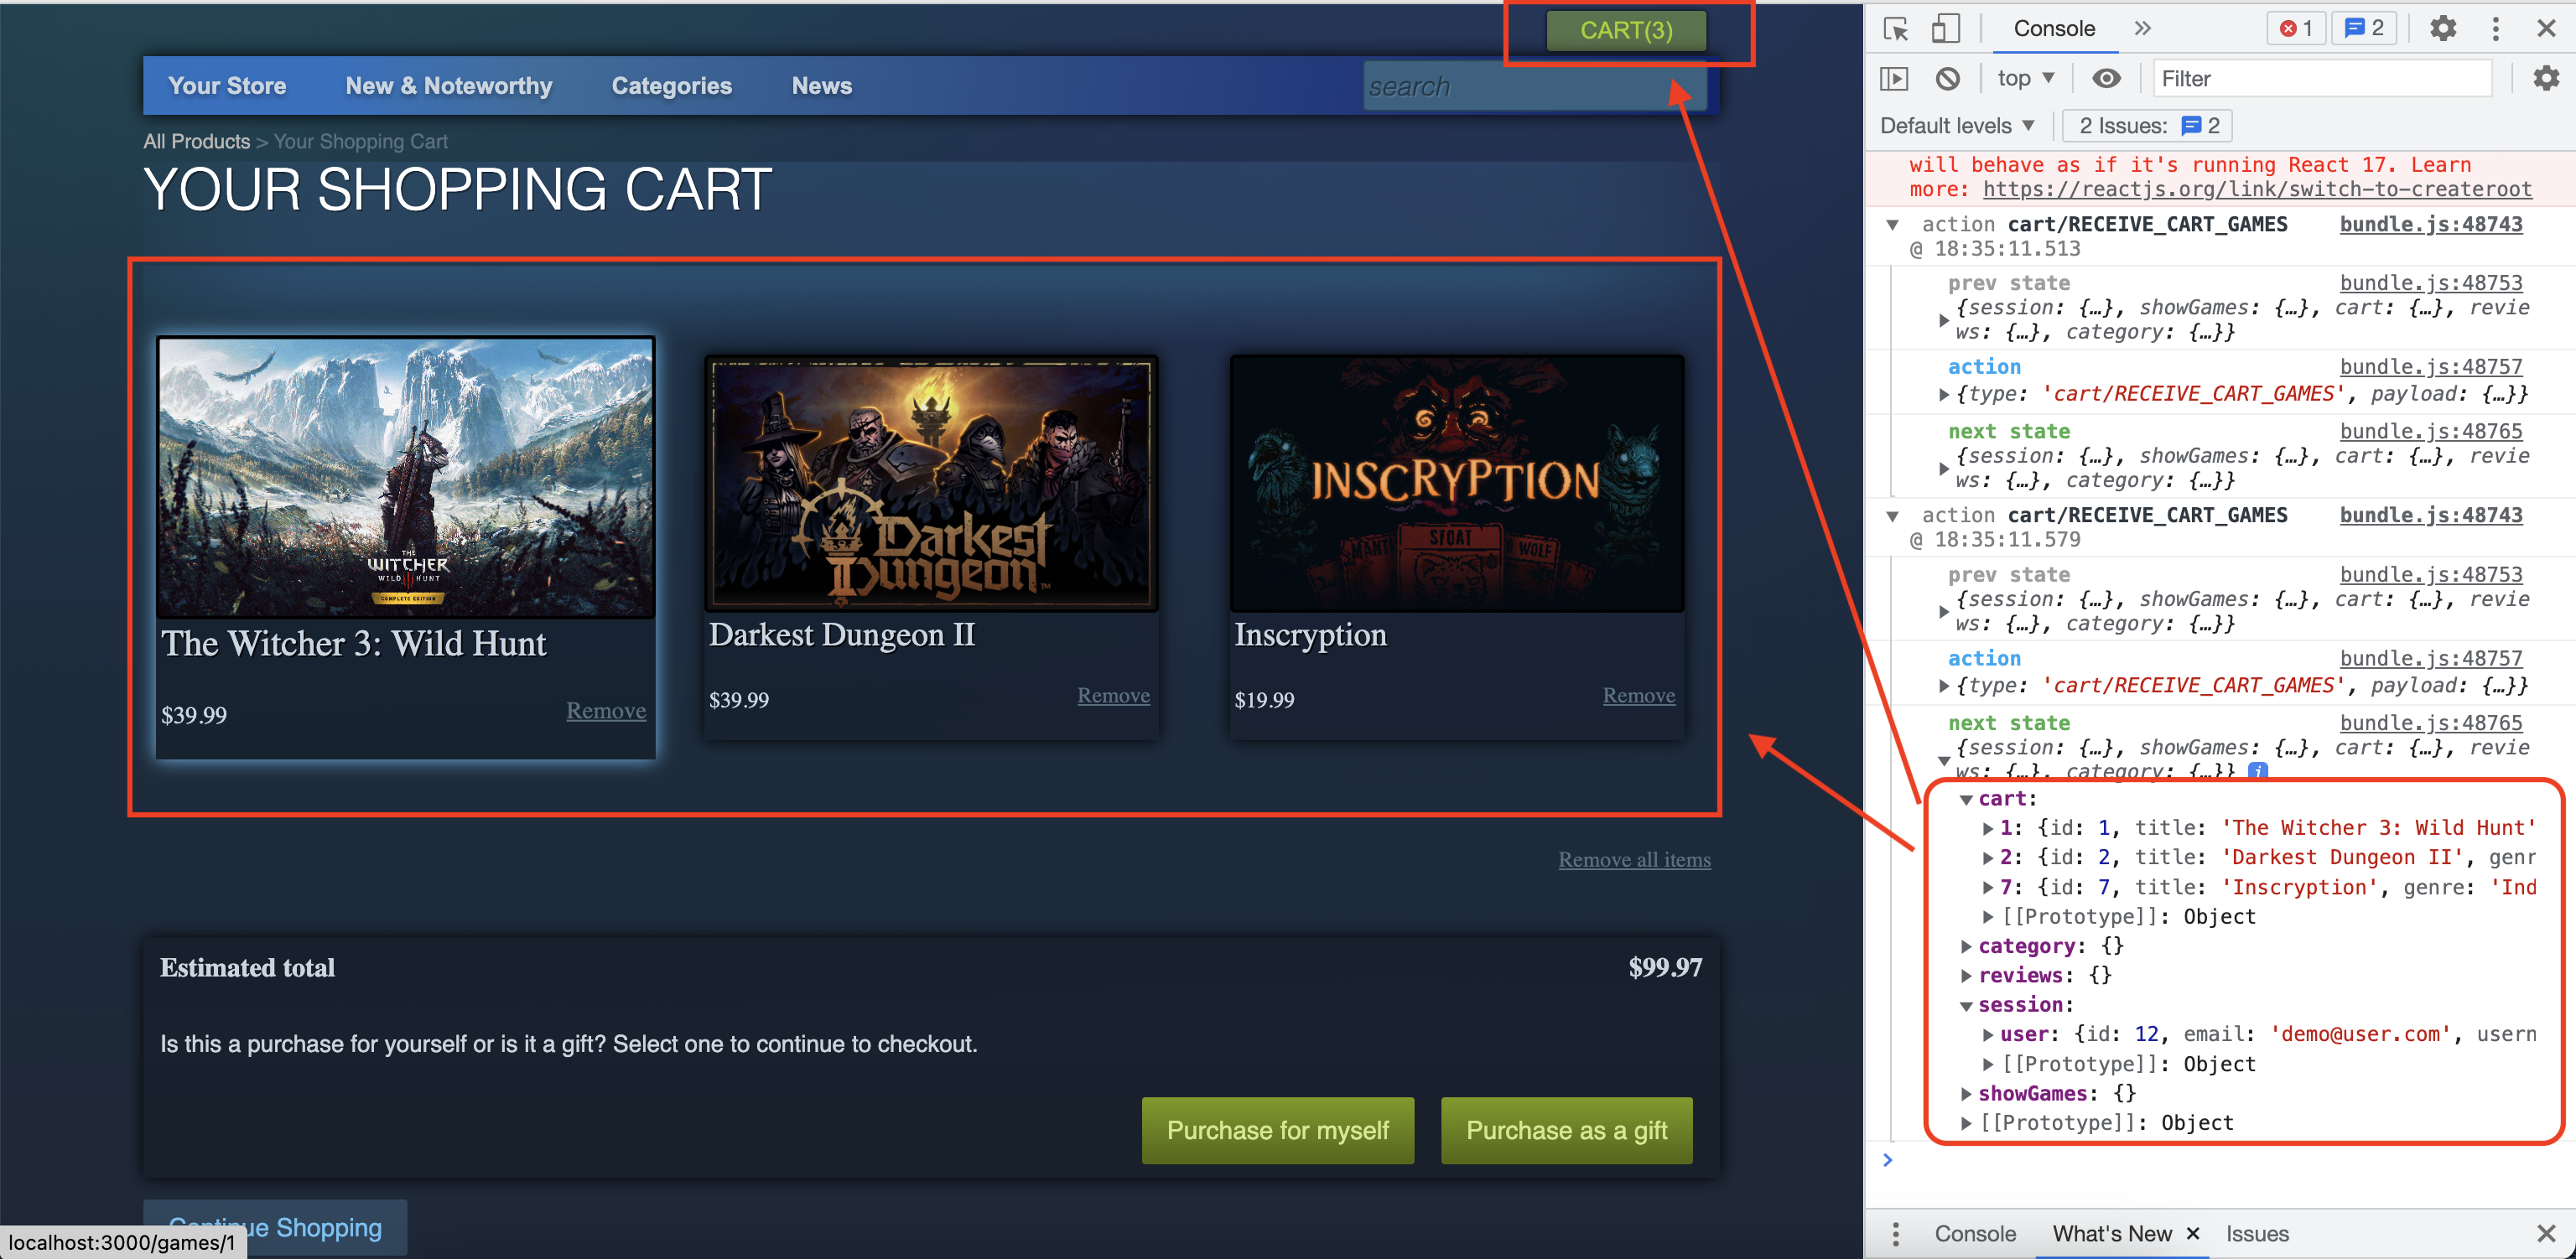 CART(3)
Your Store
New & Noteworthy
Categories
News
search
All Products > Your Shopping Cart
YOUR SHOPPING CART
THE
WITCHER
WILD HUNT
COMPLETE EDITION
The Witcher 3: Wild Hunt
$39.99
Remove
Darkest
Dungeon
II
™
Darkest Dungeon II
$39.99
Remove
INSCRYPTION
STOAT
WOLF
Inscryption
$19.99
Remove
Remove all items
Estimated total
$99.97
Is this a purchase for yourself or is it a gift? Select one to continue to checkout.
Purchase for myself
Purchase as a gift
Continue Shopping
localhost:3000/games/1
Console
1
2
top
Filter
Default levels
2 Issues: 2
will behave as if it's running React 17. Learn
more: https://reactjs.org/link/switch-to-createroot
action cart/RECEIVE_CART_GAMES bundle.js:48743
@ 18:35:11.513
prev state bundle.js:48753
{session: {…}, showGames: {…}, cart: {…}, revie
ws: {…}, category: {…}}
action bundle.js:48757
{type: 'cart/RECEIVE_CART_GAMES', payload: {…}}
next state bundle.js:48765
{session: {…}, showGames: {…}, cart: {…}, revie
ws: {…}, category: {…}}
action cart/RECEIVE_CART_GAMES bundle.js:48743
@ 18:35:11.579
prev state bundle.js:48753
{session: {…}, showGames: {…}, cart: {…}, revie
ws: {…}, category: {…}}
action bundle.js:48757
{type: 'cart/RECEIVE_CART_GAMES', payload: {…}}
next state bundle.js:48765
{session: {…}, showGames: {…}, cart: {…}, revie
ws: {…}, category: {…}} i
cart:
1: {id: 1, title: 'The Witcher 3: Wild Hunt'
2: {id: 2, title: 'Darkest Dungeon II', genr
7: {id: 7, title: 'Inscryption', genre: 'Ind
[[Prototype]]: Object
category: {}
reviews: {}
session:
user: {id: 12, email: 'demo@user.com', usern
[[Prototype]]: Object
showGames: {}
[[Prototype]]: Object
Console
What's New
Issues